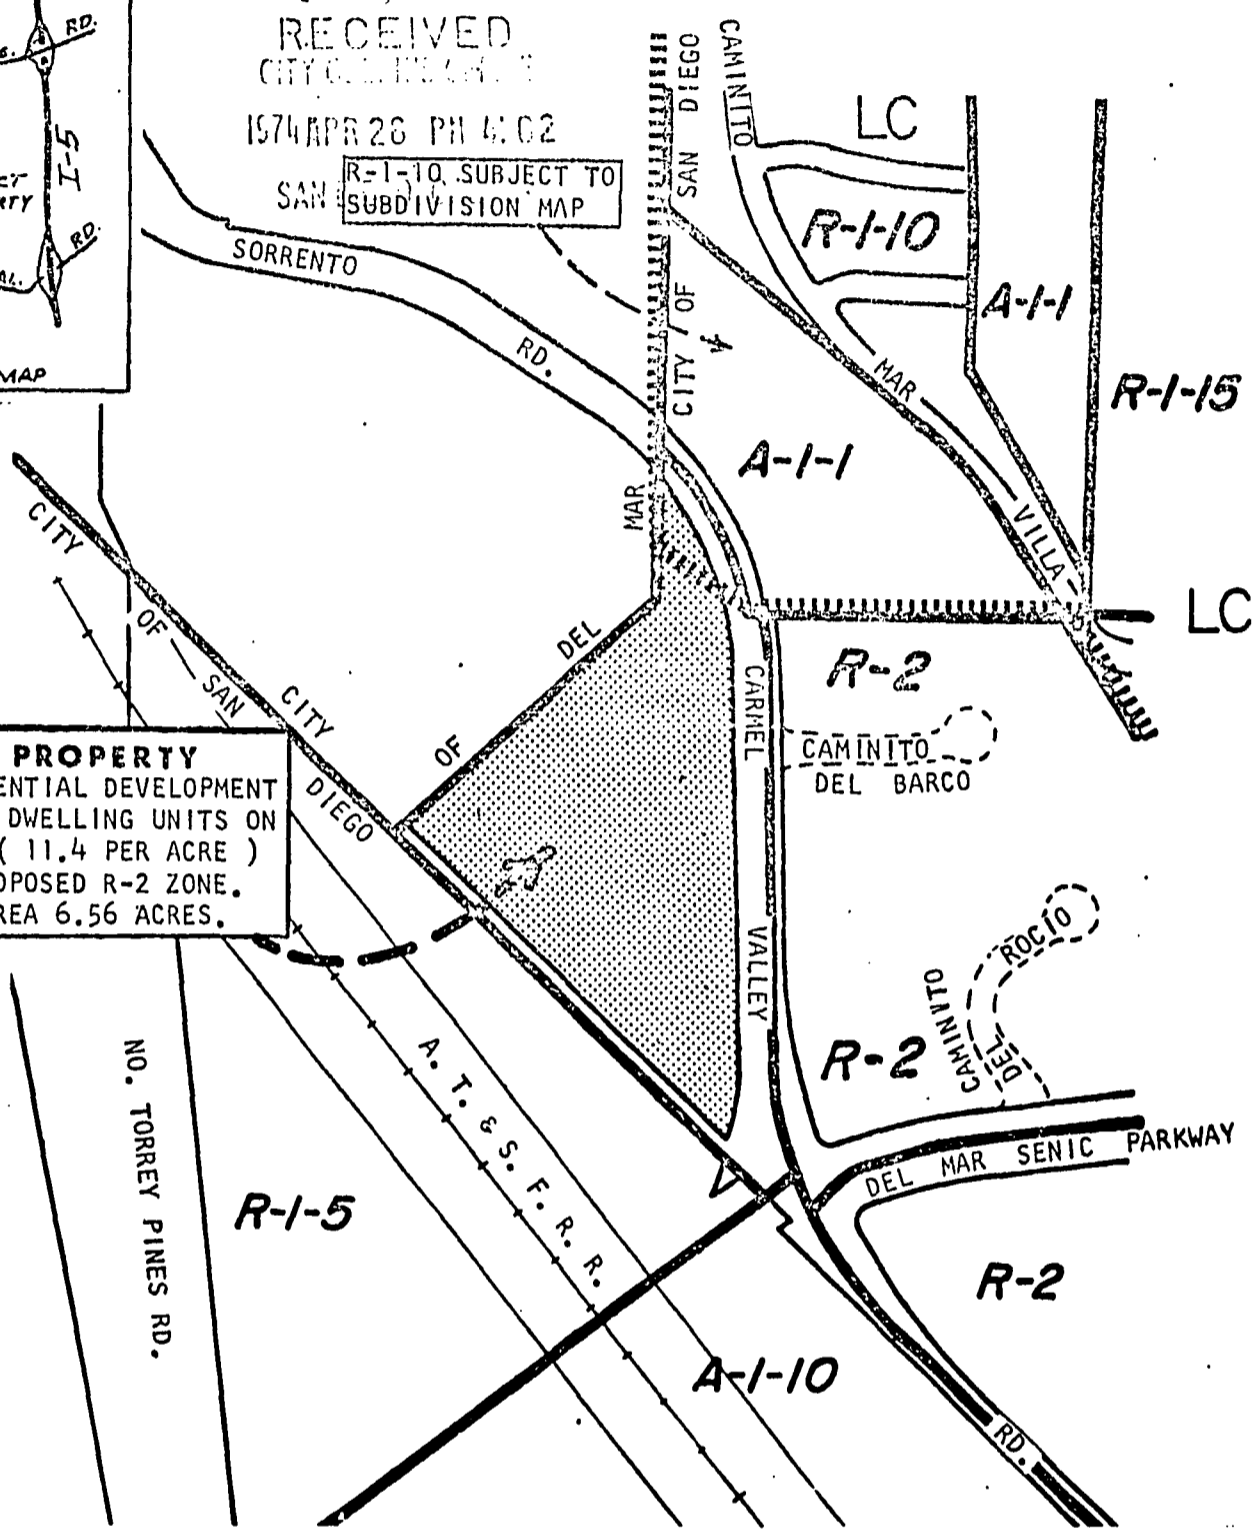 RD.
I-5
RD.
MAP
RECEIVED
CITY
1974 APR 26 PM 4:02
SAN
R-1-10 SUBJECT TO
SUBDIVISION MAP
SORRENTO
RD.
CITY OF SAN DIEGO
CAMINITO
MAR
VILLA
LC
R-1-10
A-1-1
R-1-15
A-1-1
LC
CITY OF DEL MAR
CITY OF SAN DIEGO
R-2
CAMINITO
DEL BARCO
CARMEL
VALLEY
RD.
PROPERTY
ENTIAL DEVELOPMENT
DWELLING UNITS ON
( 11.4 PER ACRE )
OPOSED R-2 ZONE.
REA 6.56 ACRES.
CAMINITO
DEL
ROCIO
R-2
DEL MAR SENIC PARKWAY
NO. TORREY PINES RD.
A. T. & S. F. R. R.
R-1-5
R-2
A-1-10